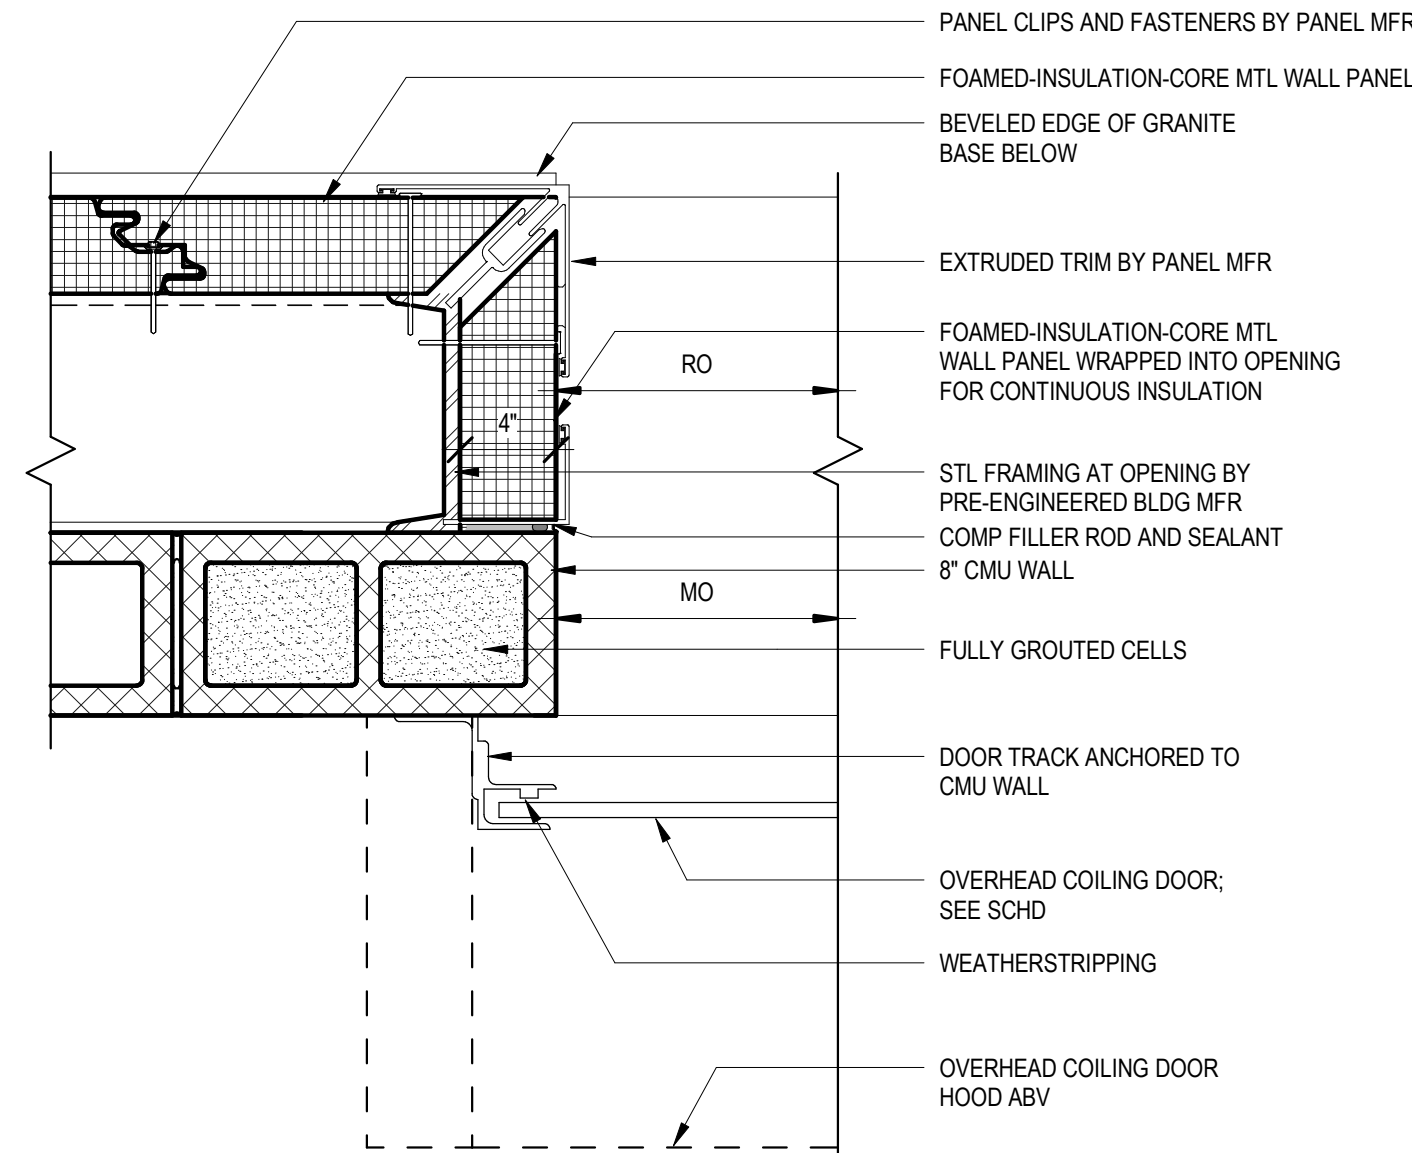 PANEL CLIPS AND FASTENERS BY PANEL MFR
FOAMED-INSULATION-CORE MTL WALL PANEL
BEVELED EDGE OF GRANITE
BASE BELOW
EXTRUDED TRIM BY PANEL MFR
FOAMED-INSULATION-CORE MTL
WALL PANEL WRAPPED INTO OPENING
FOR CONTINUOUS INSULATION
RO
4"
STL FRAMING AT OPENING BY
PRE-ENGINEERED BLDG MFR
COMP FILLER ROD AND SEALANT
8" CMU WALL
MO
FULLY GROUTED CELLS
DOOR TRACK ANCHORED TO
CMU WALL
OVERHEAD COILING DOOR;
SEE SCHD
WEATHERSTRIPPING
OVERHEAD COILING DOOR
HOOD ABV